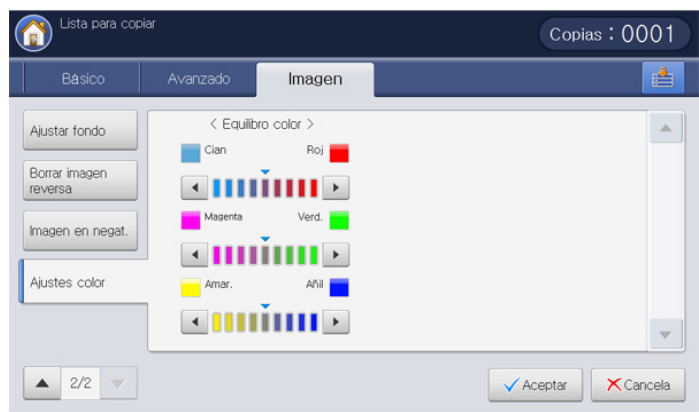 Lista para copiar
Copias : 0001
Básico
Avanzado
Imagen
Ajustar fondo
Borrar imagen
reversa
Imagen en negat.
Ajustes color
< Equilibro color >
Cian
Roj
Magenta
Verd.
Amar.
Añil
2/2
Aceptar
Cancela